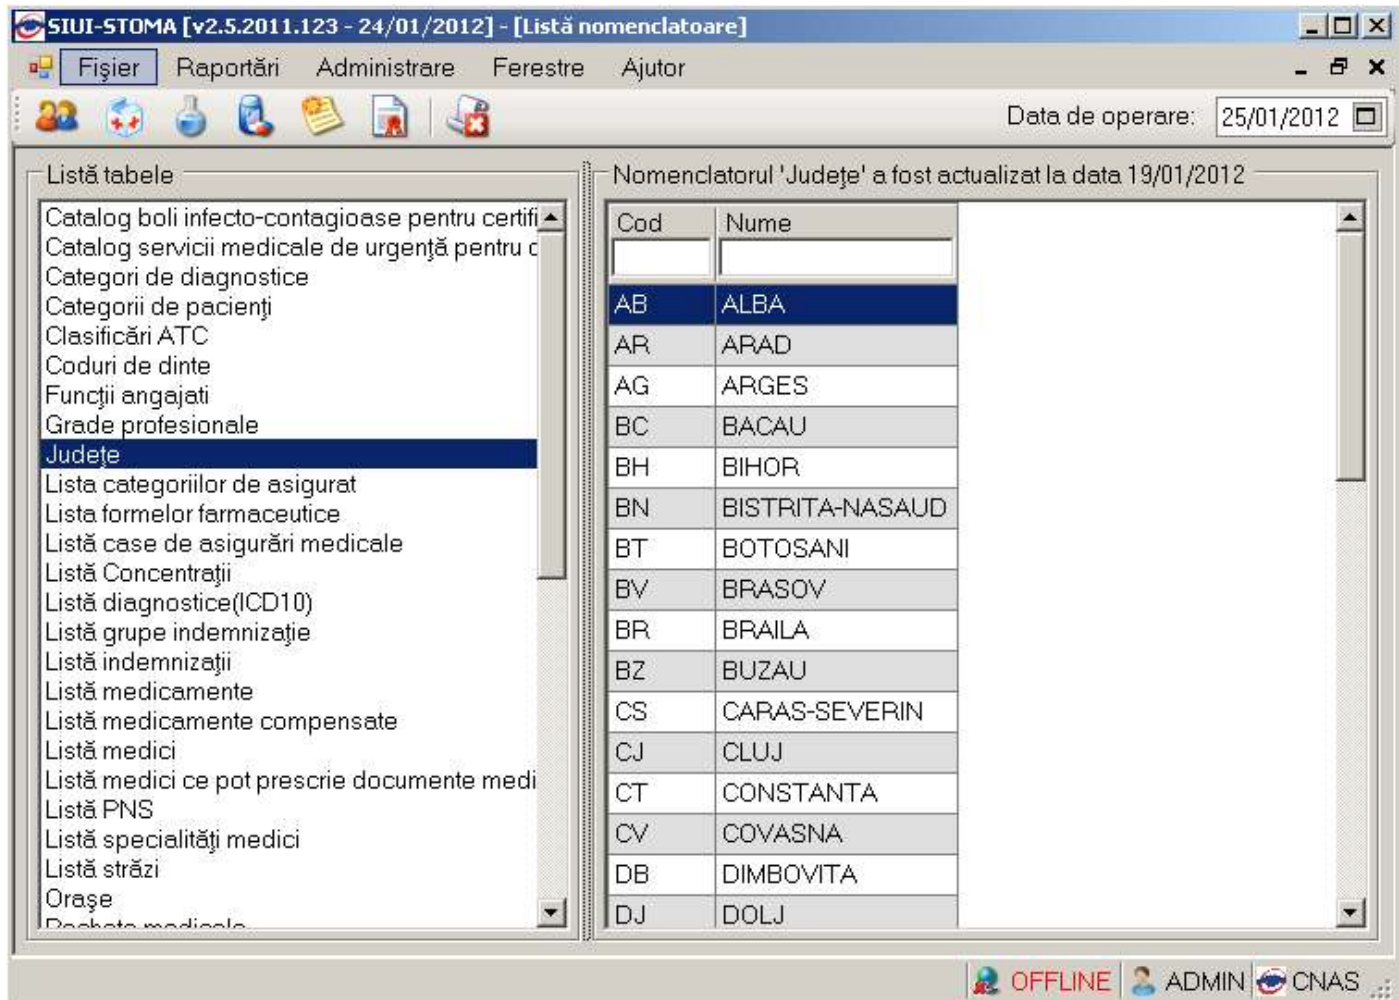 SIUI-STOMA [v2.5.2011.123 - 24/01/2012] - [Listă nomenclatoare]
Fişier Raportări Administrare Ferestre Ajutor
Data de operare: 25/01/2012
Listă tabele
Catalog boli infecto-contagioase pentru certifi
Catalog servicii medicale de urgenţă pentru c
Categori de diagnostice
Categorii de pacienţi
Clasificări ATC
Coduri de dinte
Funcţii angajati
Grade profesionale
Judeţe
Lista categoriilor de asigurat
Lista formelor farmaceutice
Listă case de asigurări medicale
Listă Concentraţii
Listă diagnostice(ICD10)
Listă grupe indemnizaţie
Listă indemnizaţii
Listă medicamente
Listă medicamente compensate
Listă medici
Listă medici ce pot prescrie documente medi
Listă PNS
Listă specialităţi medici
Listă străzi
Oraşe
Pachete medicale
Nomenclatorul 'Judeţe' a fost actualizat la data 19/01/2012
Cod Nume
AB ALBA
AR ARAD
AG ARGES
BC BACAU
BH BIHOR
BN BISTRITA-NASAUD
BT BOTOSANI
BV BRASOV
BR BRAILA
BZ BUZAU
CS CARAS-SEVERIN
CJ CLUJ
CT CONSTANTA
CV COVASNA
DB DIMBOVITA
DJ DOLJ
OFFLINE ADMIN CNAS